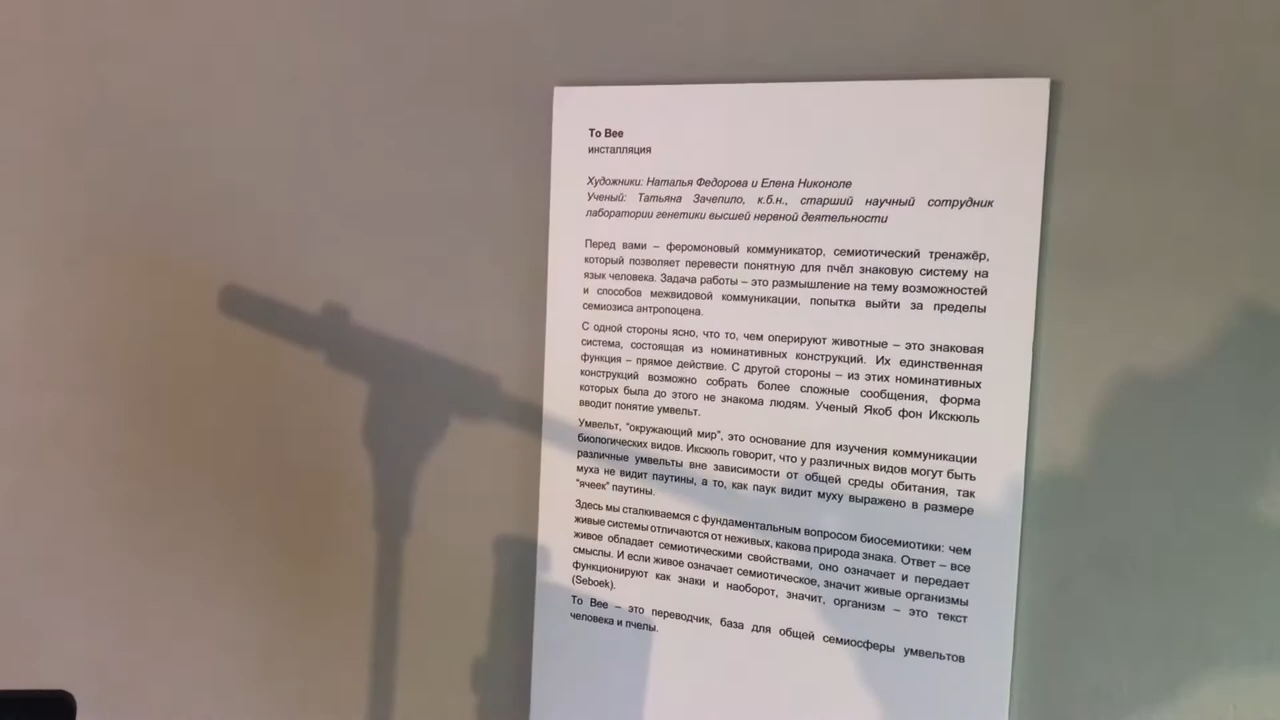 To Bee
инсталляция
Художники: Наталья Федорова и Елена Никоноле
Ученый: Татьяна Зачепило, к.б.н., старший научный сотрудник
лаборатории генетики высшей нервной деятельности
Перед вами – феромоновый коммуникатор, семиотический тренажёр,
который позволяет перевести понятную для пчёл знаковую систему на
язык человека. Задача работы – это размышление на тему возможностей
и способов межвидовой коммуникации, попытка выйти за пределы
семиозиса антропоцена.
С одной стороны ясно, что то, чем оперируют животные – это знаковая
система, состоящая из номинативных конструкций. Их единственная
функция – прямое действие. С другой стороны – из этих номинативных
конструкций возможно собрать более сложные сообщения, форма
которых была до этого не знакома людям. Ученый Якоб фон Икскюль
вводит понятие умвельт.
Умвельт, "окружающий мир", это основание для изучения коммуникации
биологических видов. Икскюль говорит, что у различных видов могут быть
различные умвельты вне зависимости от общей среды обитания, так
муха не видит паутины, а то, как паук видит муху выражено в размере
"ячеек" паутины.
Здесь мы сталкиваемся с фундаментальным вопросом биосемиотики: чем
живые системы отличаются от неживых, какова природа знака. Ответ – все
живое обладает семиотическими свойствами, оно означает и передает
смыслы. И если живое означает семиотическое, значит живые организмы
функционируют как знаки и наоборот, значит, организм – это текст
(Seboek).
To Bee – это переводчик, база для общей семиосферы умвельтов
человека и пчелы.